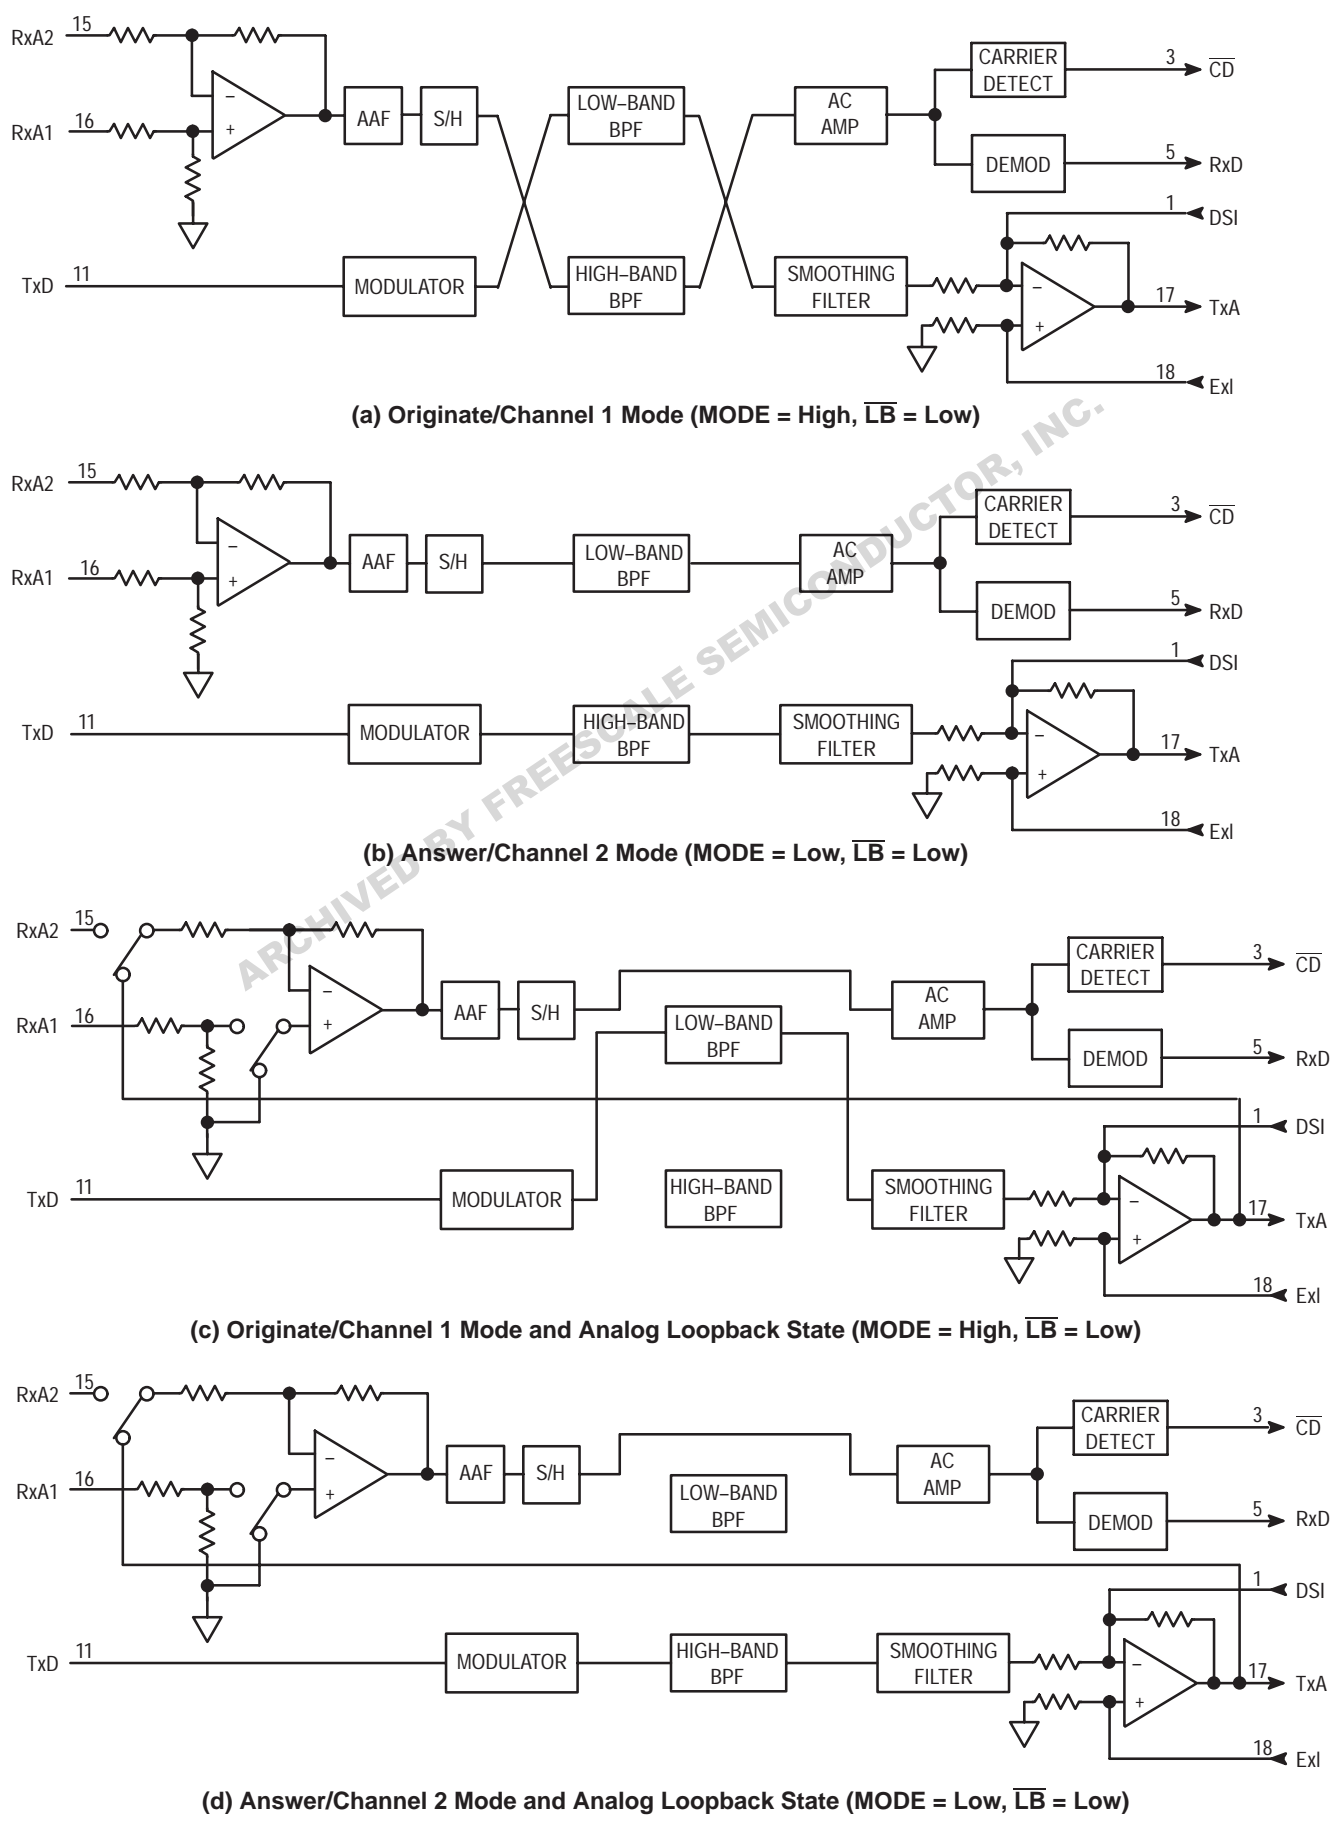 RxA2 15
RxA1 16
AAF
S/H
LOW–BAND
BPF
AC
AMP
CARRIER
DETECT
3 CD
DEMOD
5 RxD
1 DSI
TxD 11
MODULATOR
HIGH–BAND
BPF
SMOOTHING
FILTER
–
+
–
+
17 TxA
18 ExI
(a) Originate/Channel 1 Mode (MODE = High, LB = Low)
RxA2 15
RxA1 16
AAF
S/H
LOW–BAND
BPF
AC
AMP
CARRIER
DETECT
3 CD
DEMOD
5 RxD
1 DSI
TxD 11
MODULATOR
HIGH–BAND
BPF
SMOOTHING
FILTER
–
+
–
+
17 TxA
18 ExI
(b) Answer/Channel 2 Mode (MODE = Low, LB = Low)
ARCHIVED BY FREESCALE SEMICONDUCTOR, INC.
RxA2 15
RxA1 16
AAF
S/H
LOW–BAND
BPF
AC
AMP
CARRIER
DETECT
3 CD
DEMOD
5 RxD
1 DSI
TxD 11
MODULATOR
HIGH–BAND
BPF
SMOOTHING
FILTER
–
+
–
+
17 TxA
18 ExI
(c) Originate/Channel 1 Mode and Analog Loopback State (MODE = High, LB = Low)
RxA2 15
RxA1 16
AAF
S/H
LOW–BAND
BPF
AC
AMP
CARRIER
DETECT
3 CD
DEMOD
5 RxD
1 DSI
TxD 11
MODULATOR
HIGH–BAND
BPF
SMOOTHING
FILTER
–
+
–
+
17 TxA
18 ExI
(d) Answer/Channel 2 Mode and Analog Loopback State (MODE = Low, LB = Low)